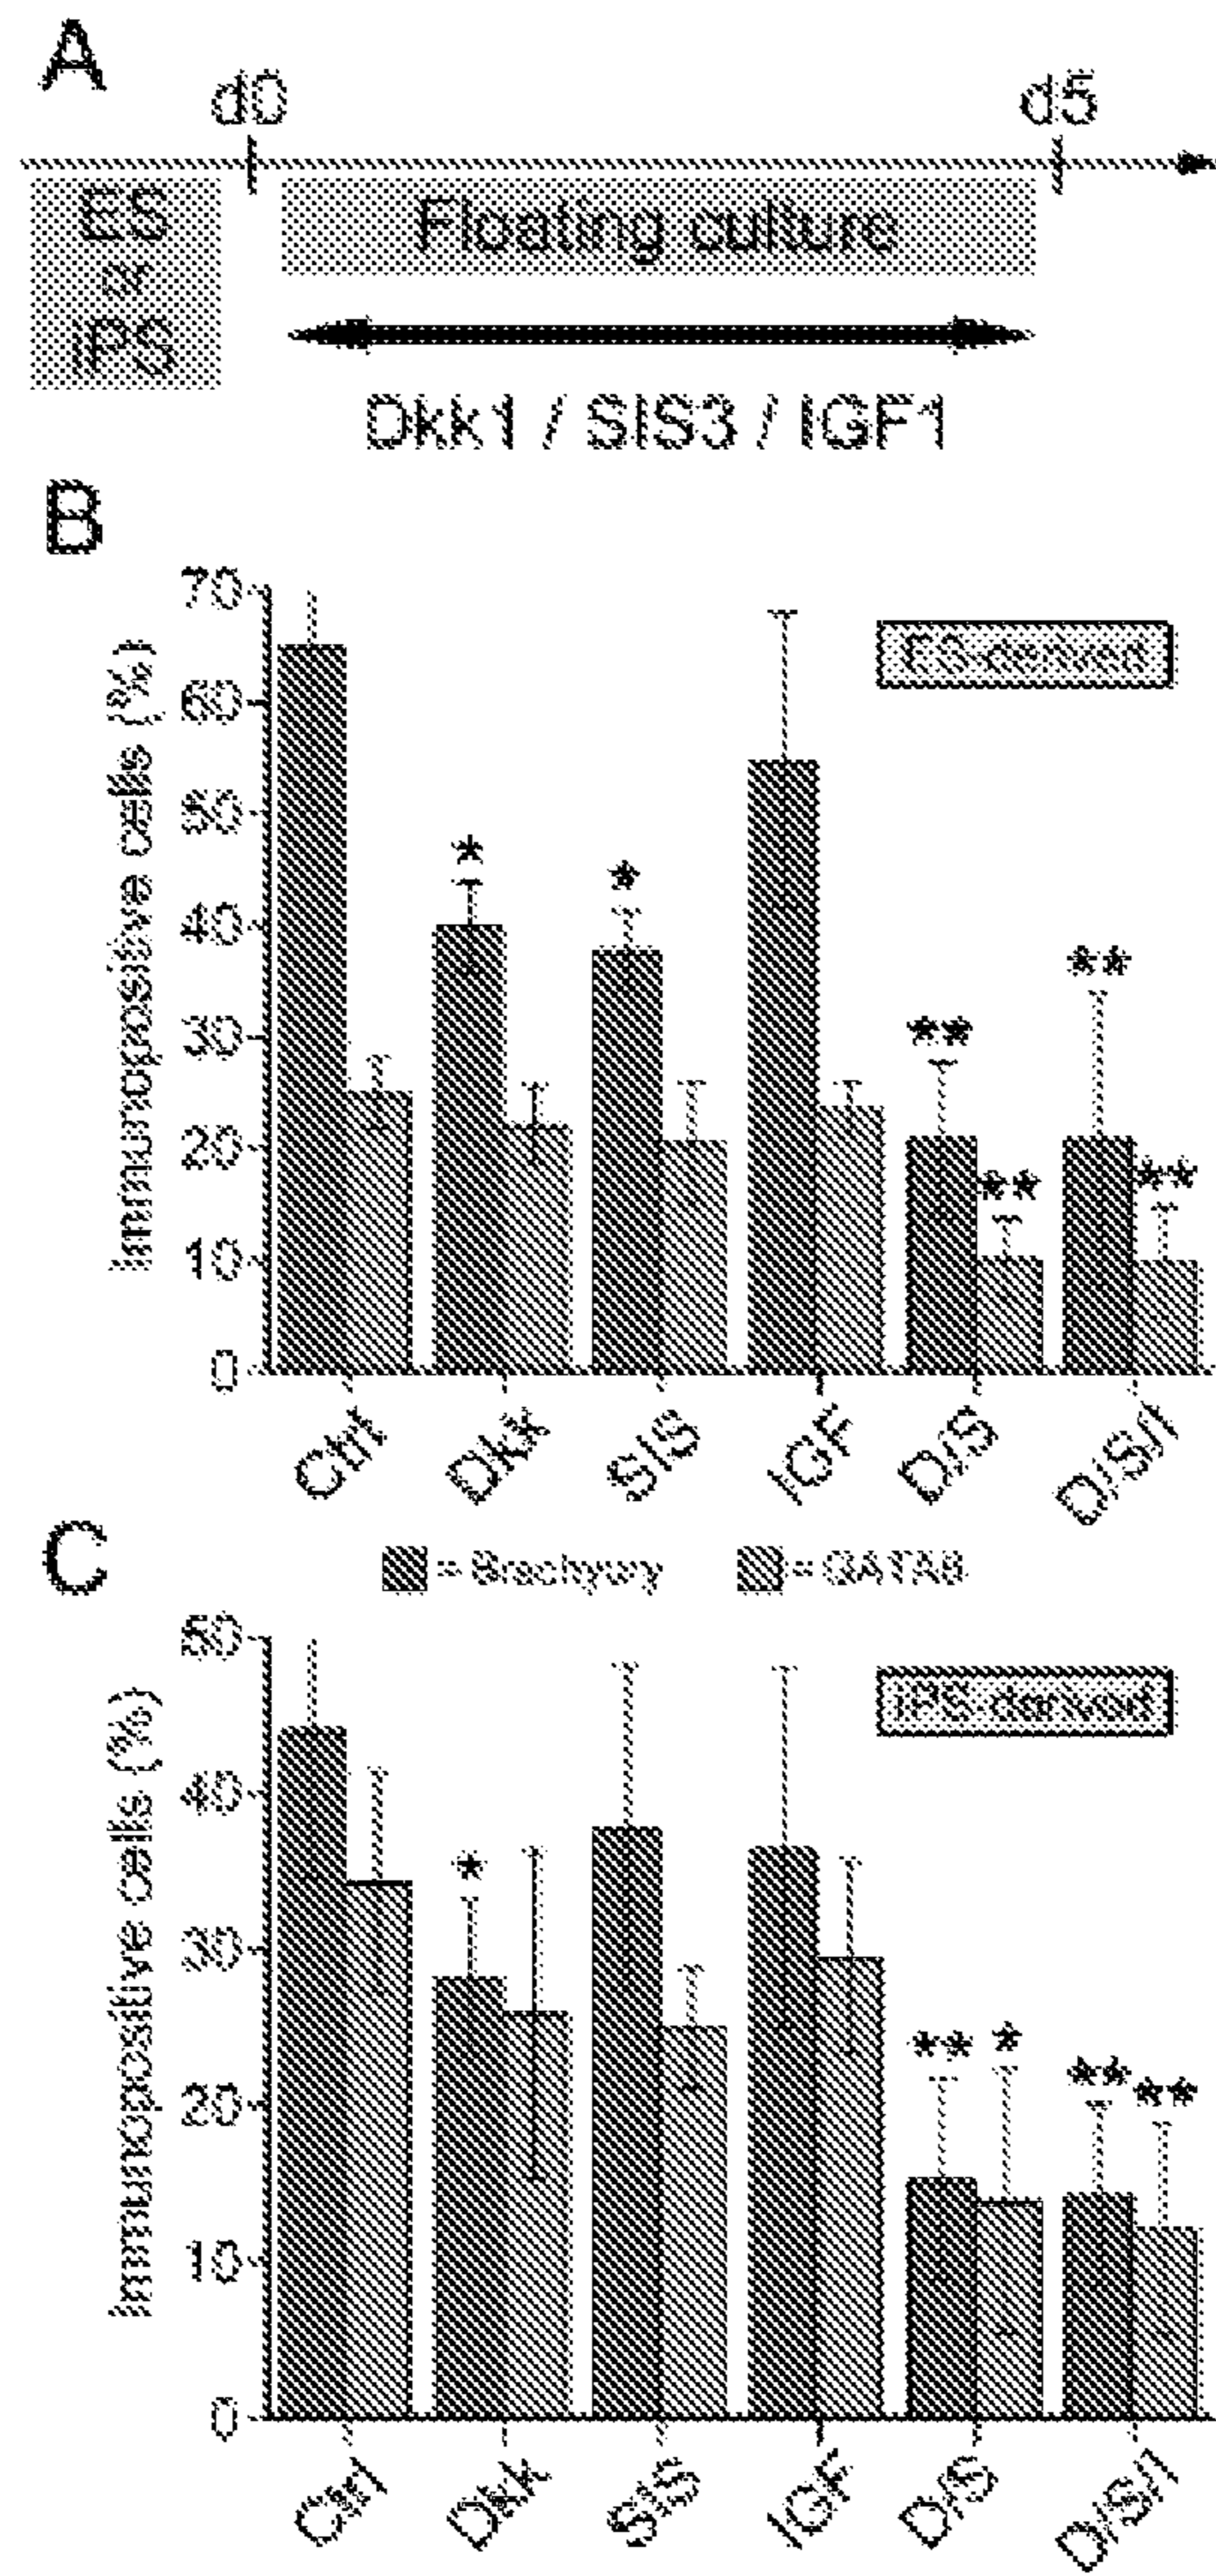 A
d0 d5
ES
or
iPS
Floating culture
Dkk1 / SIS3 / IGF1
B
Immunopositive cells (%)
70
60
50
40
30
20
10
0
ES-derived
*
*
**
**
**
**
Ctrl Dkk SIS IGF D/S D/S/I
C
= Brachyury = GATA6
Immunopositive cells (%)
50
40
30
20
10
0
iPS-derived
*
**
*
**
**
Ctrl Dkk SIS IGF D/S D/S/I